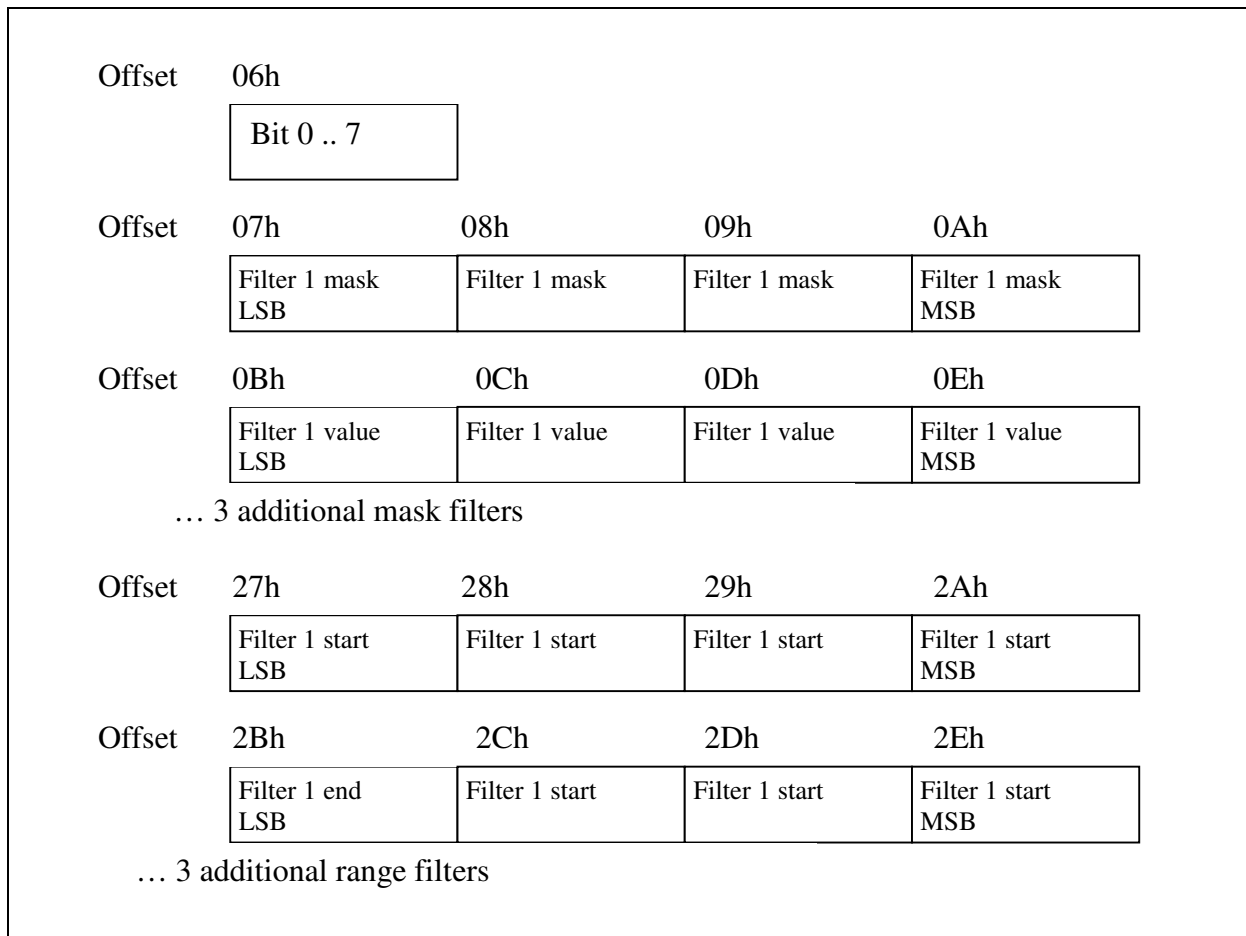 Offset 06h
Bit 0 .. 7
Offset 07h 08h 09h 0Ah
Filter 1 mask Filter 1 mask Filter 1 mask Filter 1 mask
LSB MSB
Offset 0Bh 0Ch 0Dh 0Eh
Filter 1 value Filter 1 value Filter 1 value Filter 1 value
LSB MSB
… 3 additional mask filters
Offset 27h 28h 29h 2Ah
Filter 1 start Filter 1 start Filter 1 start Filter 1 start
LSB MSB
Offset 2Bh 2Ch 2Dh 2Eh
Filter 1 end Filter 1 start Filter 1 start Filter 1 start
LSB MSB
… 3 additional range filters